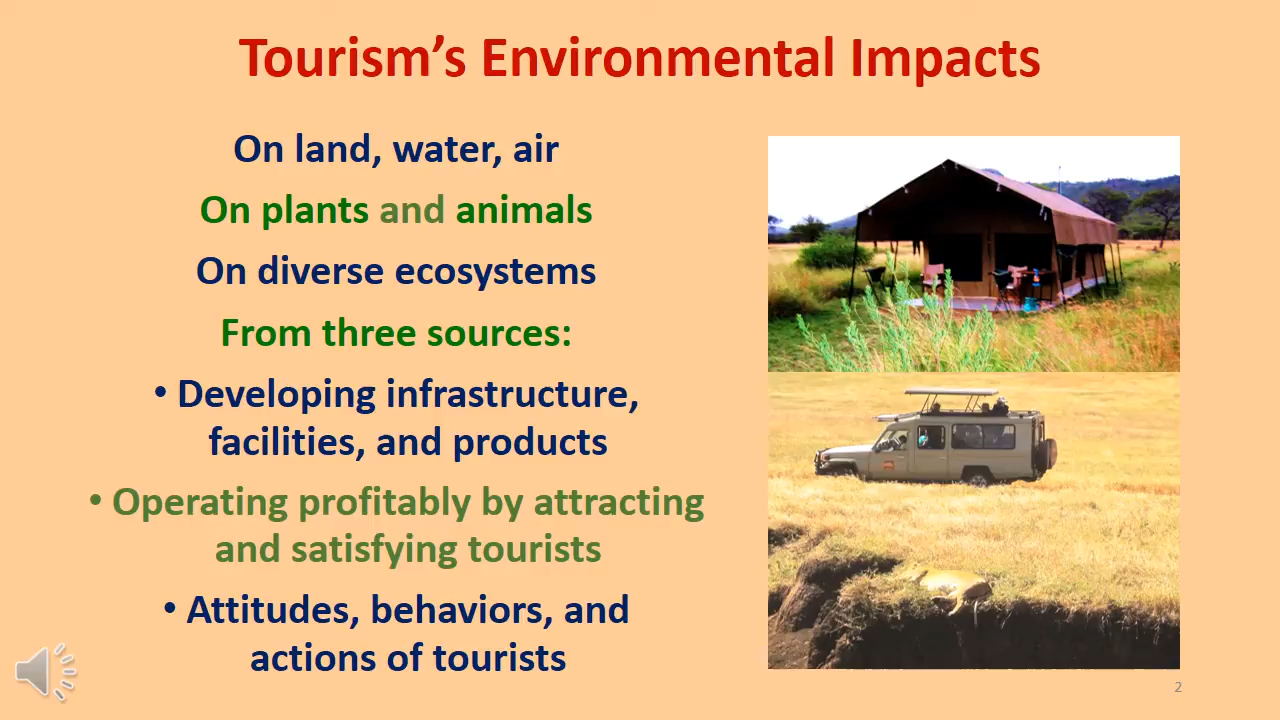 Tourism’s Environmental Impacts
On land, water, air
On plants and animals
On diverse ecosystems
From three sources:
• Developing infrastructure,
facilities, and products
• Operating profitably by attracting
and satisfying tourists
• Attitudes, behaviors, and
actions of tourists
2